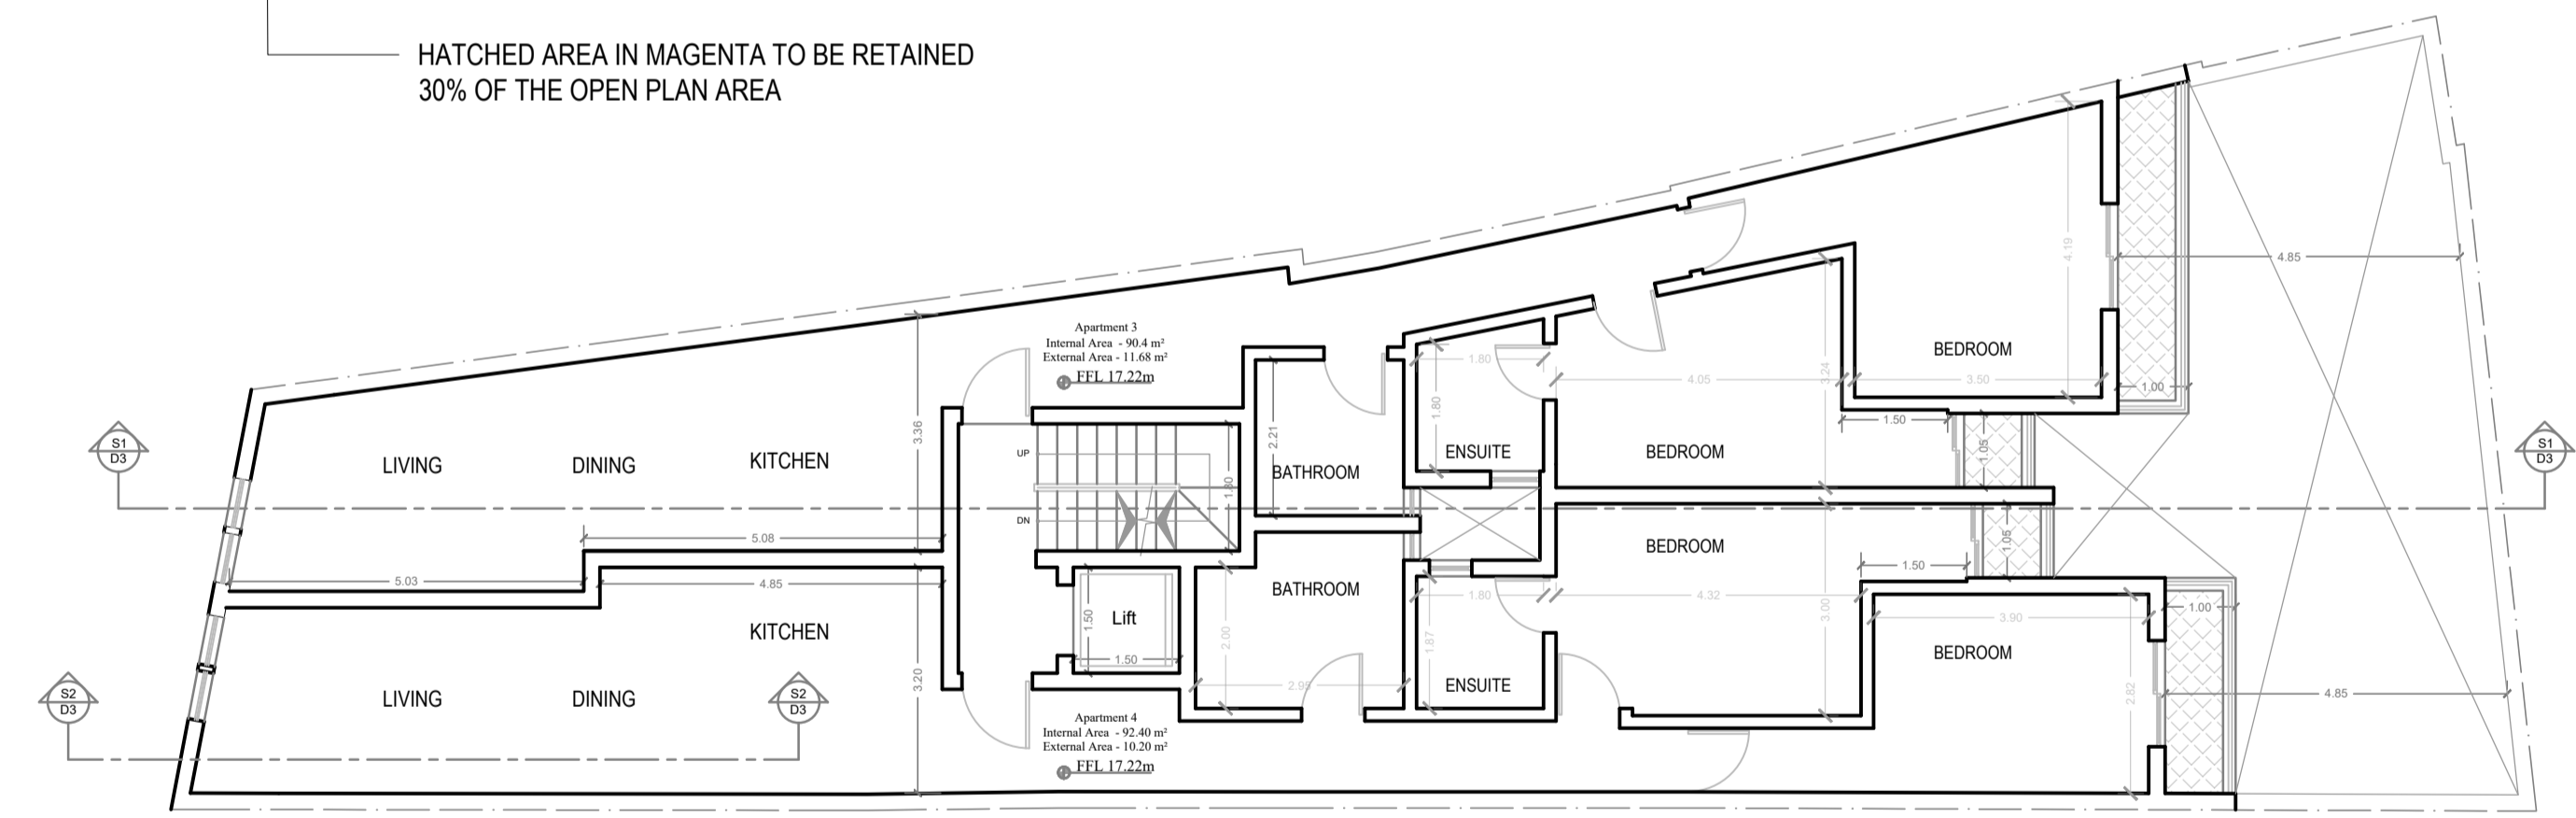 HATCHED AREA IN MAGENTA TO BE RETAINED
30% OF THE OPEN PLAN AREA
4.19
4.85
Apartment 3
Internal Area - 90.4 m²
External Area - 11.68 m²
FFL 17.22m
BEDROOM
1.80
4.05
3.24
3.50
1.00
1.80
1.50
3.36
2.21
S1
D3
LIVING
DINING
KITCHEN
UP
BATHROOM
ENSUITE
BEDROOM
1.05
S1
D3
1.80
DN
5.08
BEDROOM
1.05
1.50
5.03
4.85
BATHROOM
1.80
4.32
3.00
1.00
1.50
Lift
3.90
KITCHEN
2.00
1.87
BEDROOM
1.50
3.20
2.95
ENSUITE
2.82
4.85
S2
D3
LIVING
DINING
S2
D3
Apartment 4
Internal Area - 92.40 m²
External Area - 10.20 m²
FFL 17.22m